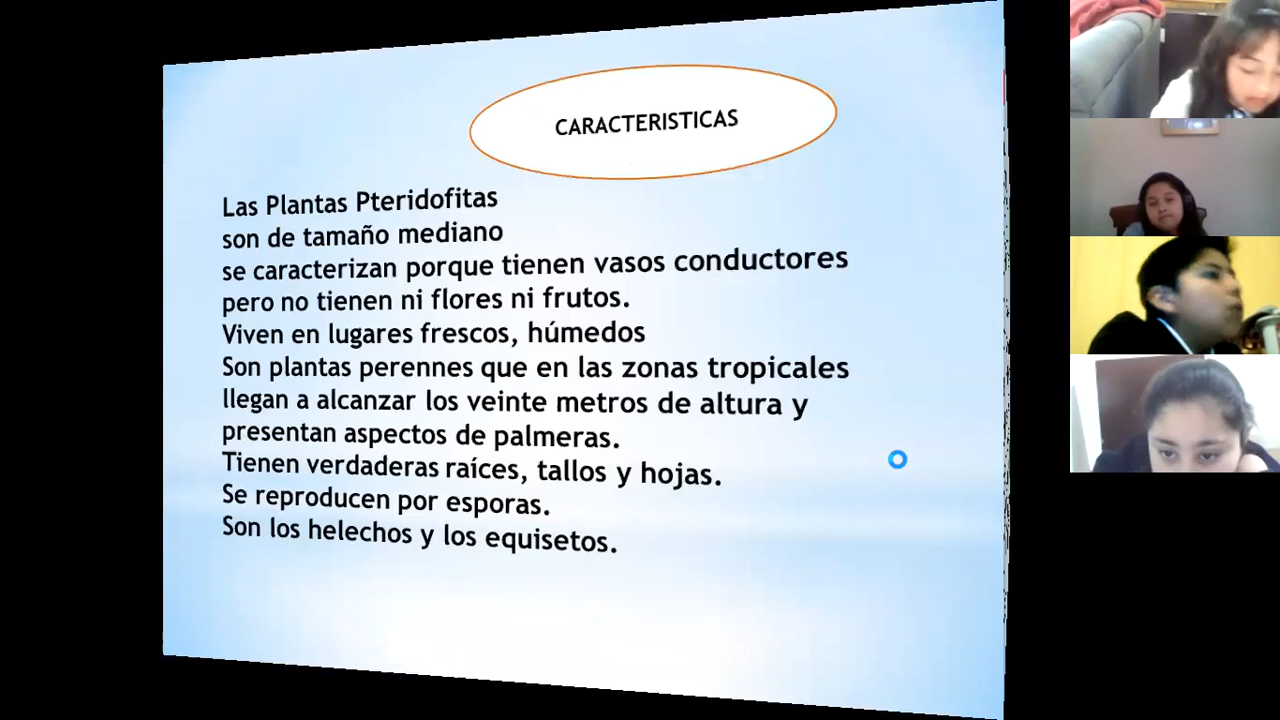 CARACTERISTICAS
Las Plantas Pteridofitas
son de tamaño mediano
se caracterizan porque tienen vasos conductores
pero no tienen ni flores ni frutos.
Viven en lugares frescos, húmedos
Son plantas perennes que en las zonas tropicales
llegan a alcanzar los veinte metros de altura y
presentan aspectos de palmeras.
Tienen verdaderas raíces, tallos y hojas.
Se reproducen por esporas.
Son los helechos y los equisetos.